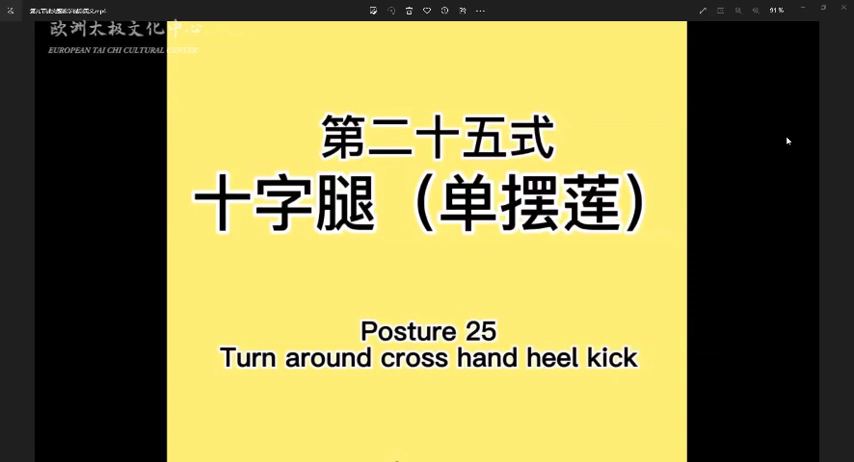 欧洲太极文化中心
EUROPEAN TAI CHI CULTURAL CENTER
91%
第二十五式
十字腿（单摆莲）
Posture 25
Turn around cross hand heel kick